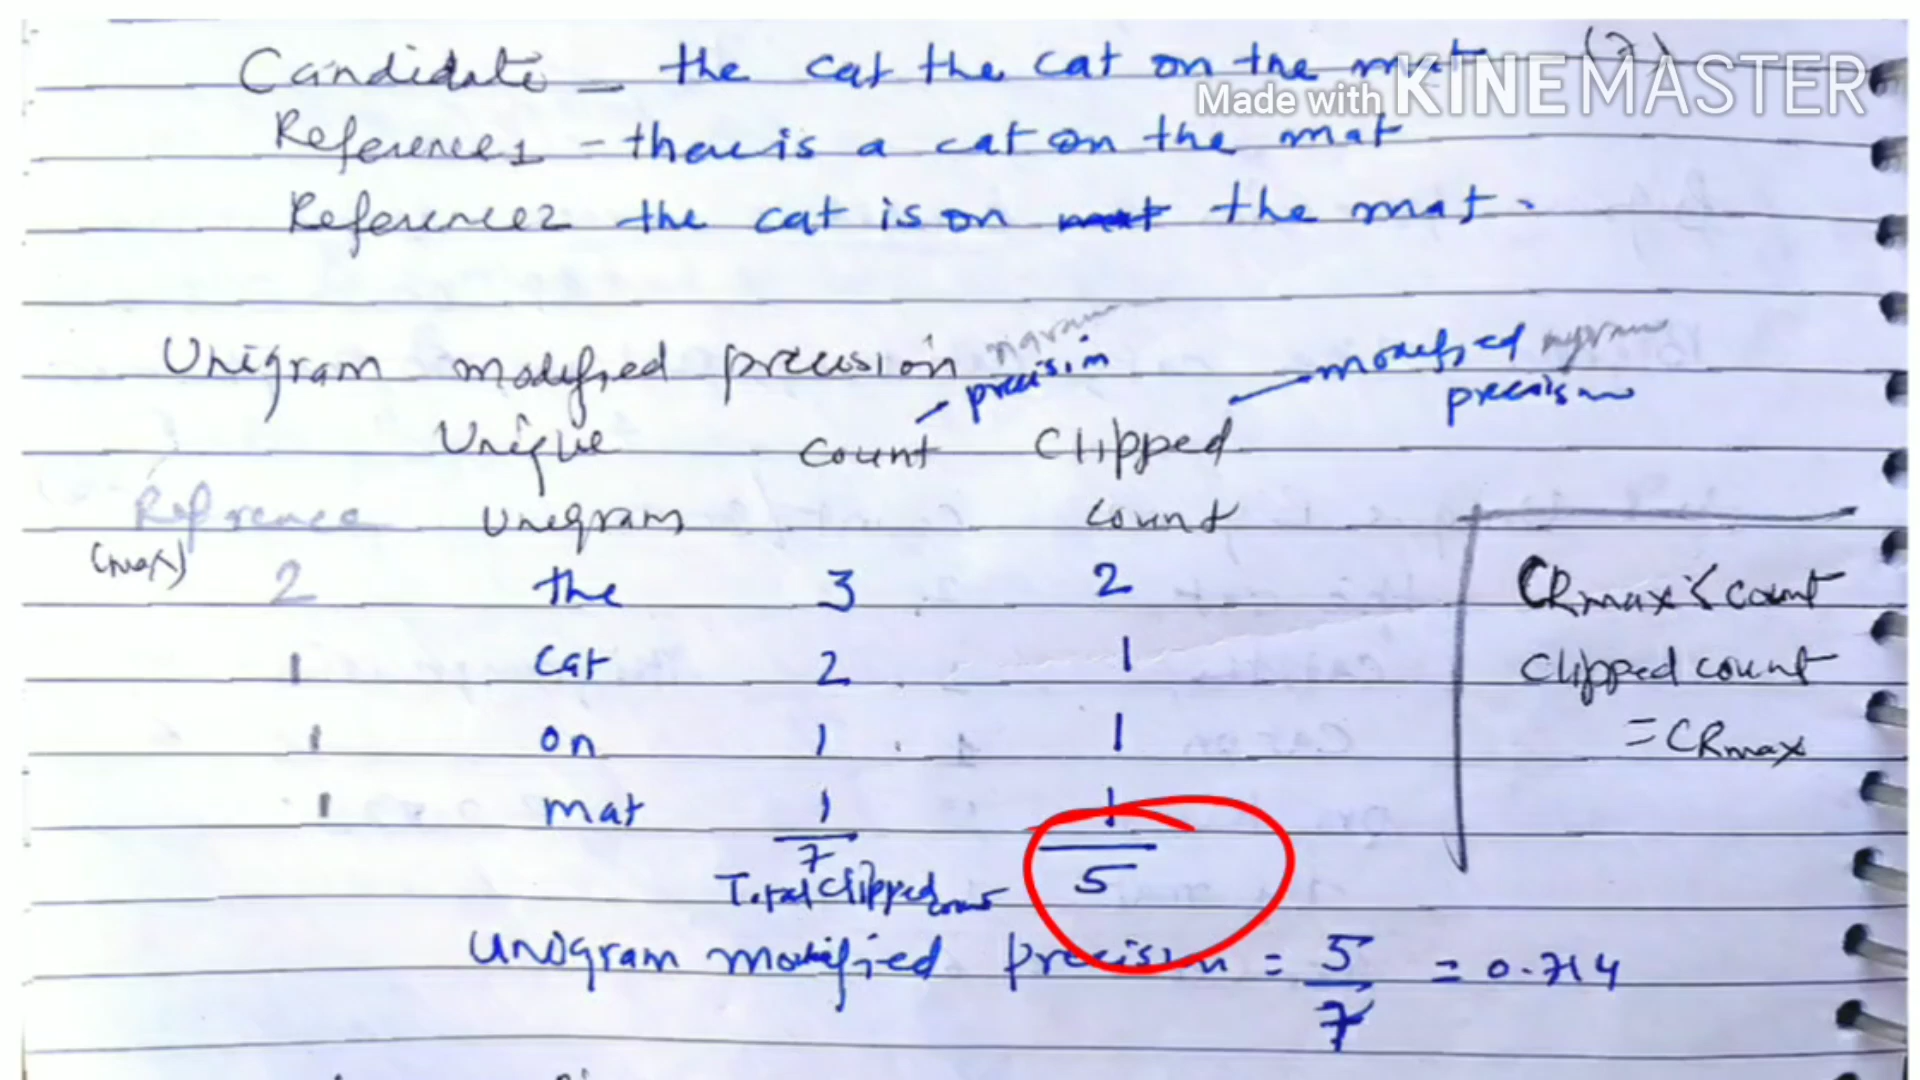 Candidate - the cat the cat on the mat (7)
Made with KINEMASTER
Reference1 - there is a cat on the mat
Reference2 the cat is on the mat.
Unigram modified precision
ngram precision
modified ngram precision
Unique Count Clipped
Reference Unigram Count
(max) 2 the 3 2
1 cat 2 1
1 on 1 1
1 mat 1 1
7 5
Total Clipped count
Unigram modified precision = 5/7 = 0.714
CRmax < count
Clipped count
= CRmax